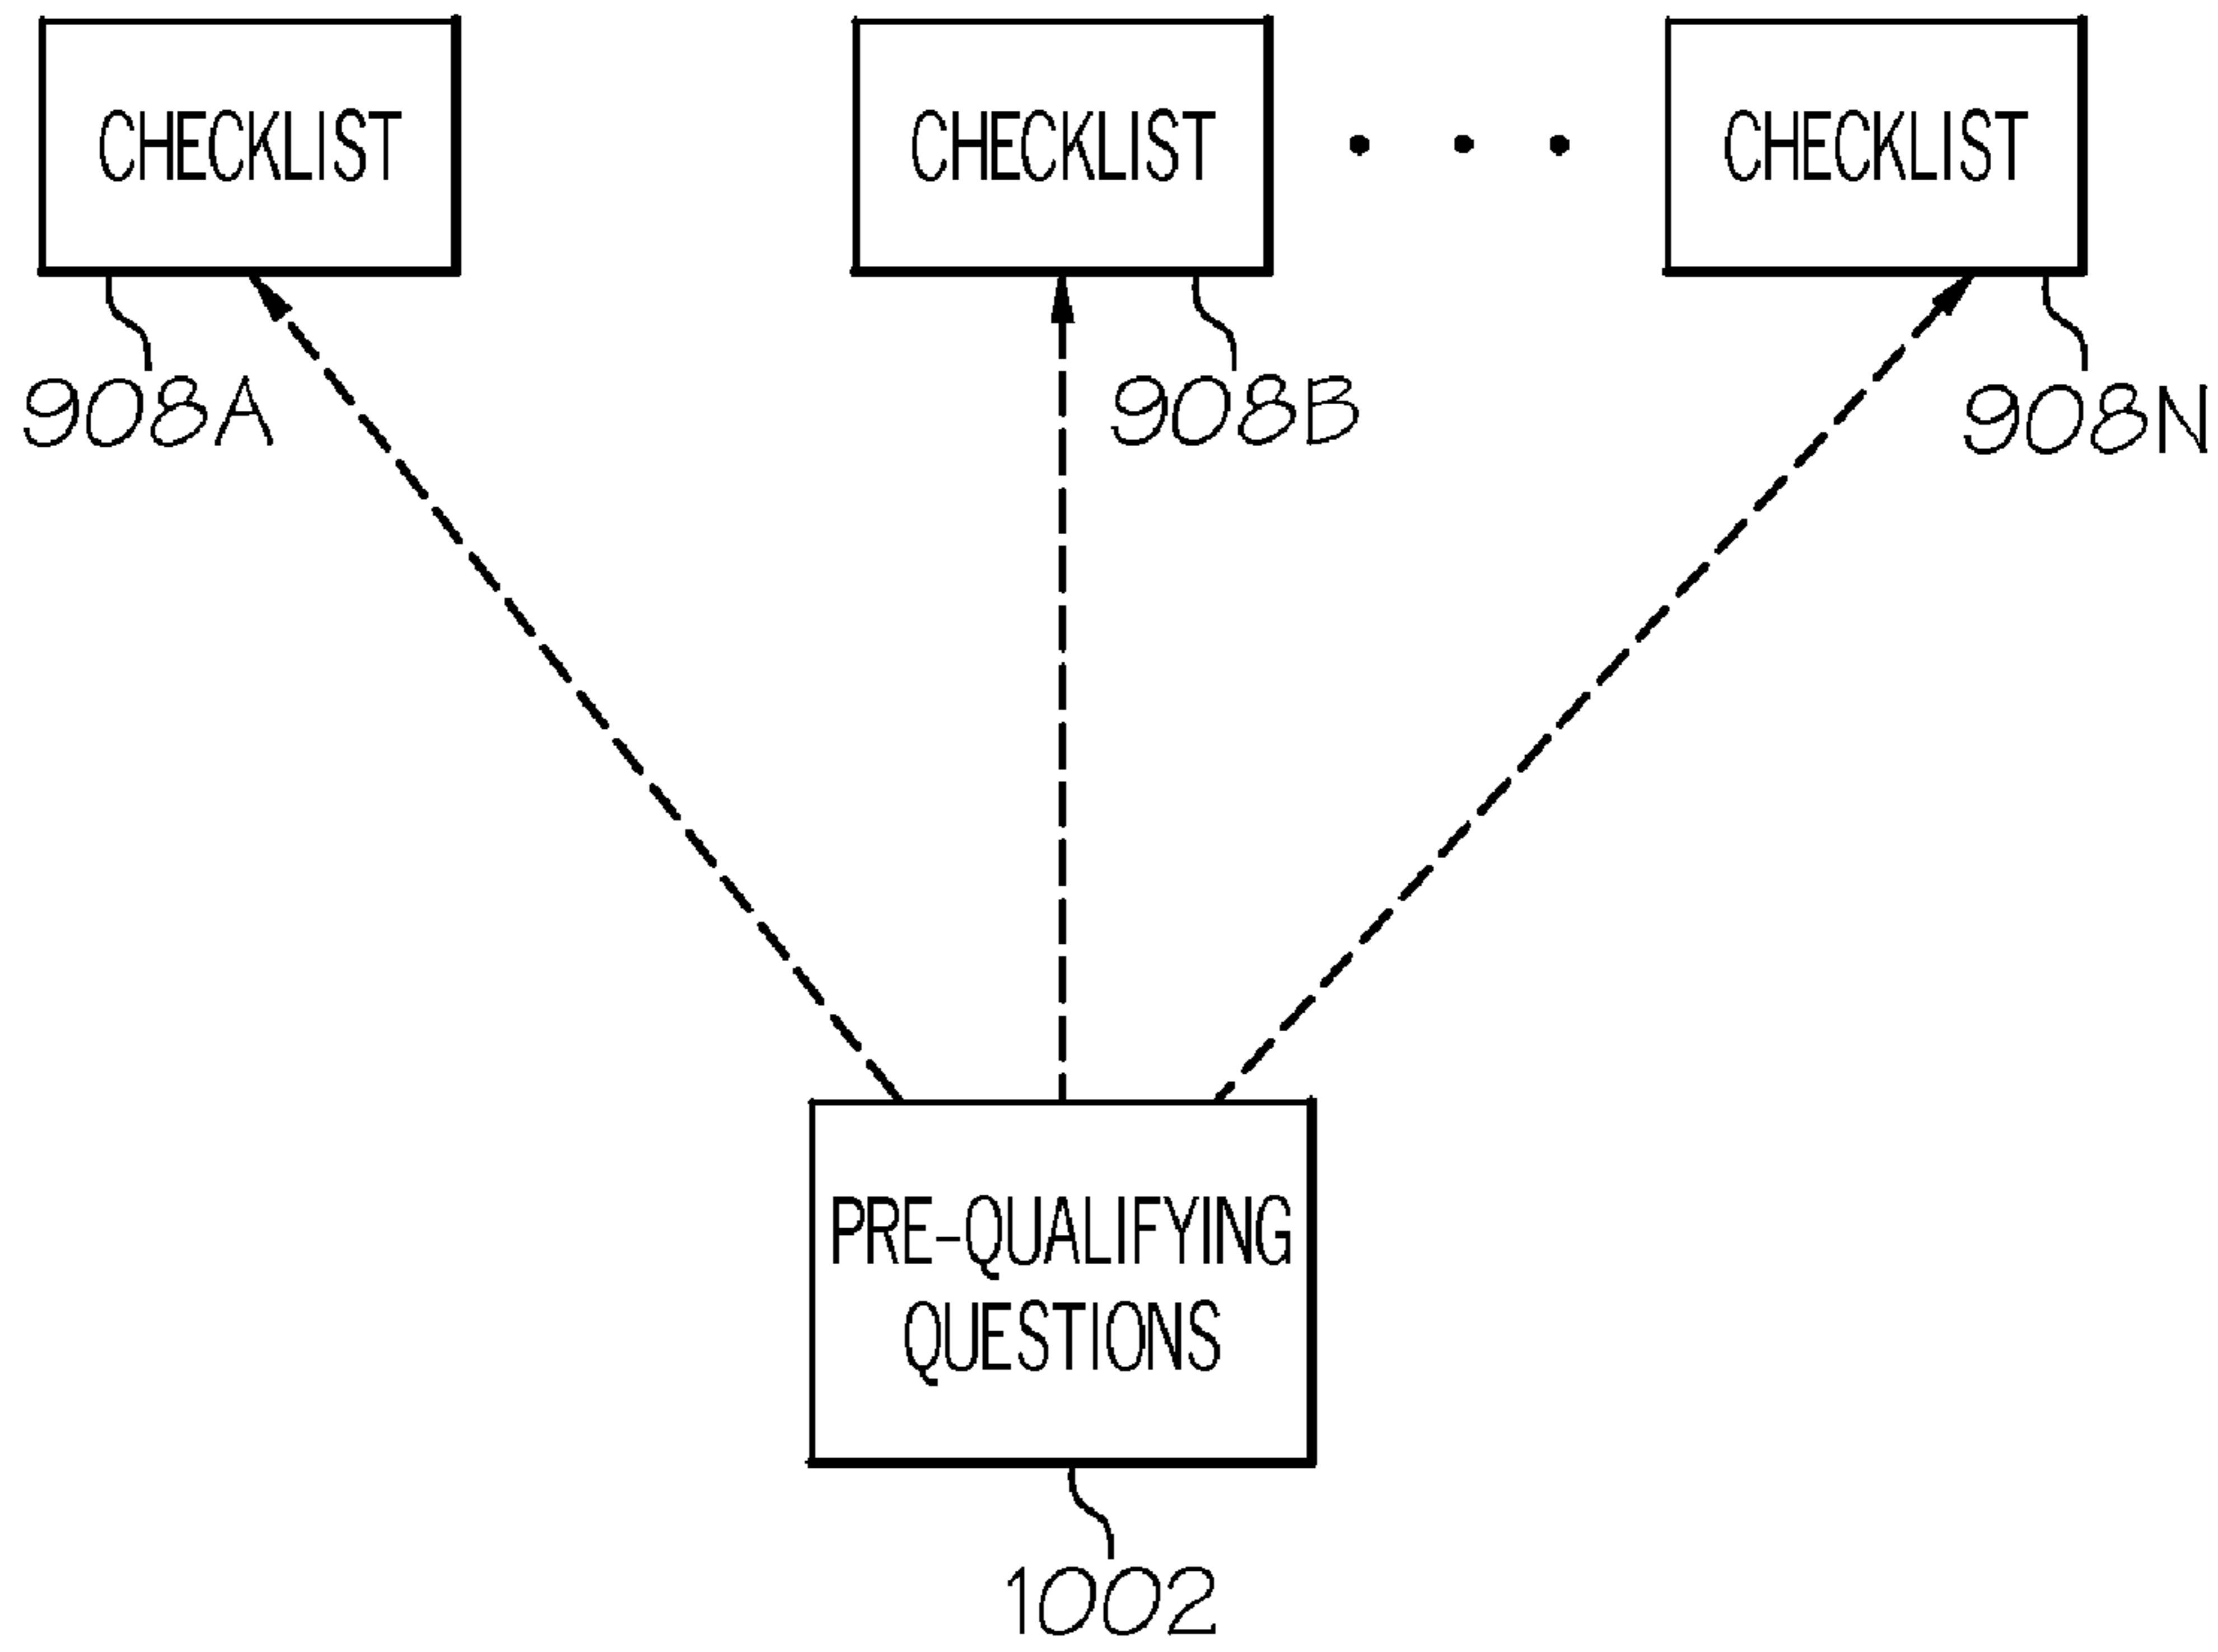 CHECKLIST
CHECKLIST
CHECKLIST
908A
908B
908N
PRE-QUALIFYING
QUESTIONS
1002